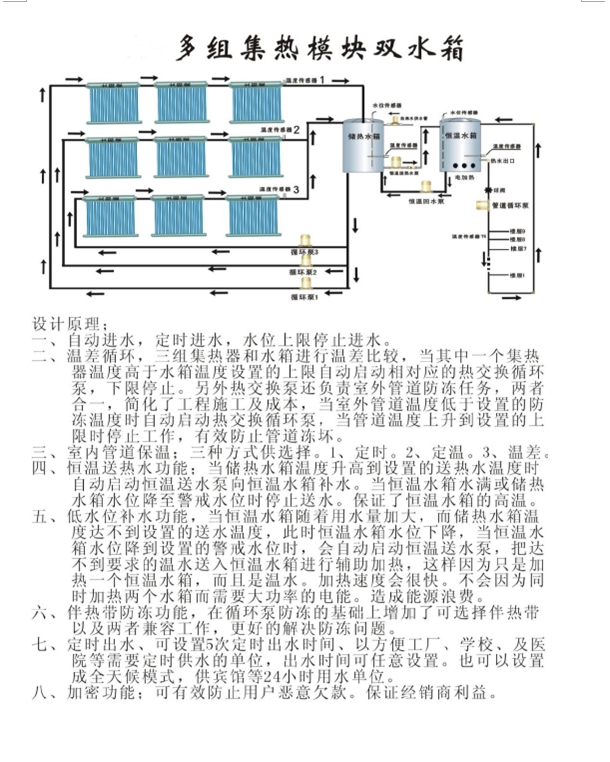 多组集热模块双水箱
温度传感器 1
水位传感器
水位传感器
温度传感器 2
储热水箱
恒温水箱
温度传感器
温度传感器
热水出口
电加热
温度传感器 3
恒温回水泵
球阀
管道循环泵
循环泵3
循环泵2
循环泵1
楼层9
楼层8
楼层7
楼层1
设计原理:
一、自动进水，定时进水，水位上限停止进水。
二、温差循环，三组集热器和水箱进行温差比较，当其中一个集热
器温度高于水箱温度设置的上限自动启动相对应的热交换循环
泵，下限停止。另外热交换泵还负责室外管道防冻任务，两者
合一，简化了工程施工及成本，当室外管道温度低于设置的防
冻温度时自动启动热交换循环泵，当管道温度上升到设置的上
限时停止工作，有效防止管道冻坏。
三、室内管道保温；三种方式供选择。1、定时。2、定温。3、温差。
四、恒温送热水功能；当储热水箱温度升高到设置的送热水温度时
自动启动恒温送水泵向恒温水箱补水。当恒温水箱水满或储热
水箱水位降至警戒水位时停止送水。保证了恒温水箱的高温。
五、低水位补水功能，当恒温水箱随着用水量加大，而储热水箱温
度达不到设置的送水温度，此时恒温水箱水位下降，当恒温水
箱水位降到设置的警戒水位时，会自动启动恒温送水泵，把达
不到要求的温水送入恒温水箱进行辅助加热，这样因为只是加
热一个恒温水箱，而且是温水。加热速度会很快。不会因为同
时加热两个水箱而需要大功率的电能。造成能源浪费。
六、伴热带防冻功能，在循环泵防冻的基础上增加了可选择伴热带
以及两者兼容工作，更好的解决防冻问题。
七、定时出水、可设置5次定时出水时间、以方便工厂、学校、及医
院等需要定时供水的单位，出水时间可任意设置。也可以设置
成全天候模式，供宾馆等24小时用水单位。
八、加密功能；可有效防止用户恶意欠款。保证经销商利益。